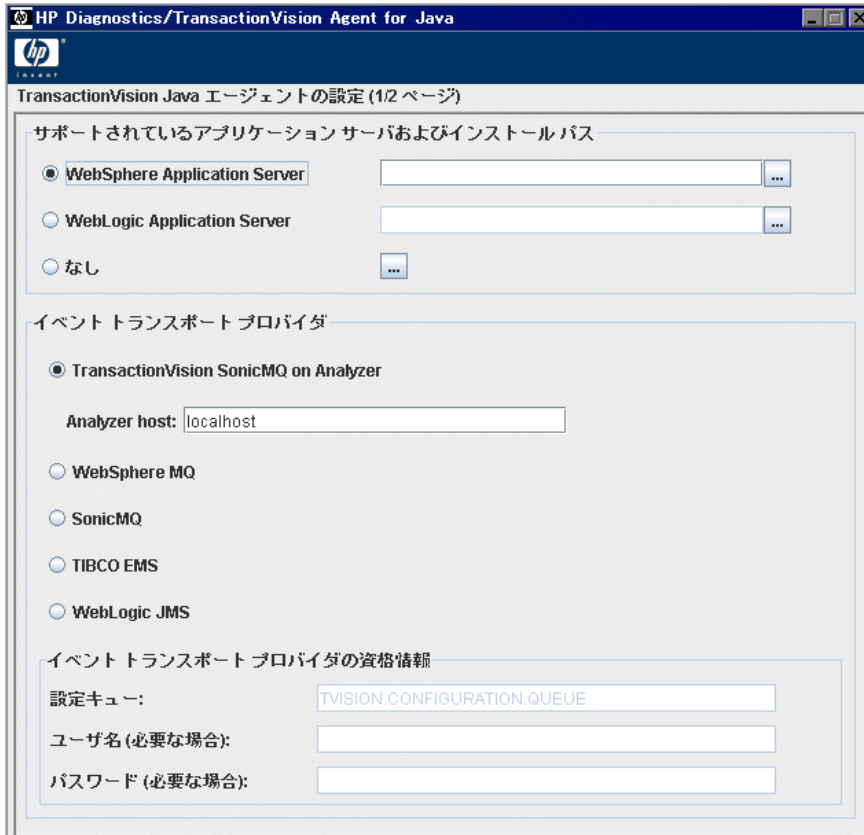 HP Diagnostics/TransactionVision Agent for Java
hp
invent
TransactionVision Java エージェントの設定 (1/2 ページ)
サポートされているアプリケーション サーバおよびインストール パス
WebSphere Application Server
...
WebLogic Application Server
...
なし
...
イベント トランスポート プロバイダ
TransactionVision SonicMQ on Analyzer
Analyzer host: localhost
WebSphere MQ
SonicMQ
TIBCO EMS
WebLogic JMS
イベント トランスポート プロバイダの資格情報
設定キュー: TVISION.CONFIGURATION.QUEUE
ユーザ名 (必要な場合):
パスワード (必要な場合):